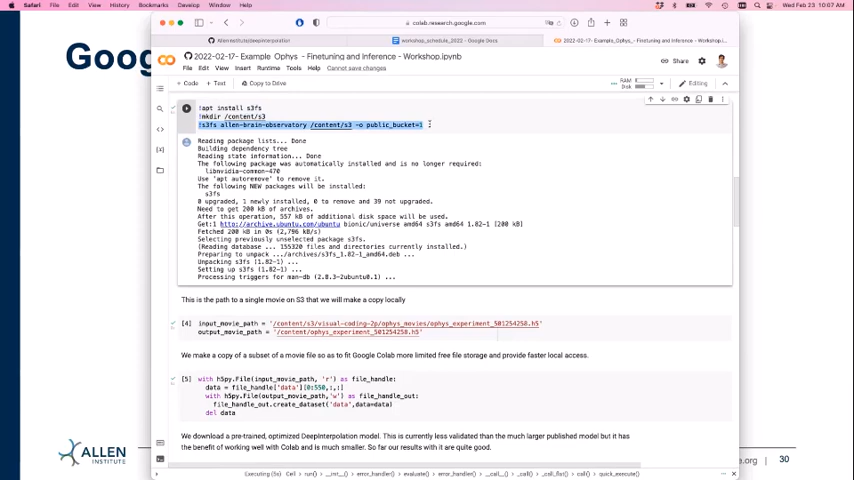 Safari File Edit View History Bookmarks Develop Window Help
Wed Feb 23 10:07 AM
Goog
colab.research.google.com
AllenInstitute/deepinterpolation
workshop_schedule_2022 - Google Docs
2022-02-17- Example_Ophys - Finetuning and Inference - Workshop.i...
2022-02-17- Example_Ophys - Finetuning and Inference - Workshop.ipynb
File Edit View Insert Runtime Tools Help Cannot save changes
Share
+ Code + Text Copy to Drive
RAM
Disk
Editing
!apt install s3fs
!mkdir /content/s3
!s3fs allen-brain-observatory /content/s3 -o public_bucket=1
Reading package lists... Done
Building dependency tree
Reading state information... Done
The following package was automatically installed and is no longer required:
libnvidia-common-470
Use 'apt autoremove' to remove it.
The following NEW packages will be installed:
s3fs
0 upgraded, 1 newly installed, 0 to remove and 39 not upgraded.
Need to get 200 kB of archives.
After this operation, 557 kB of additional disk space will be used.
Get:1 http://archive.ubuntu.com/ubuntu bionic/universe amd64 s3fs amd64 1.82-1 [200 kB]
Fetched 200 kB in 0s (2,796 kB/s)
Selecting previously unselected package s3fs.
(Reading database ... 155320 files and directories currently installed.)
Preparing to unpack .../archives/s3fs_1.82-1_amd64.deb ...
Unpacking s3fs (1.82-1) ...
Setting up s3fs (1.82-1) ...
Processing triggers for man-db (2.8.3-2ubuntu0.1) ...
This is the path to a single movie on S3 that we will make a copy locally
[4] input_movie_path = '/content/s3/visual-coding-2p/ophys_movies/ophys_experiment_501254258.h5'
output_movie_path = '/content/ophys_experiment_501254258.h5'
We make a copy of a subset of a movie file so as to fit Google Colab more limited free file storage and provide faster local access.
[5] with h5py.File(input_movie_path, 'r') as file_handle:
data = file_handle['data'][0:550,:,:]
with h5py.File(output_movie_path,'w') as file_handle_out:
file_handle_out.create_dataset('data',data=data)
del data
We download a pre-trained, optimized DeepInterpolation model. This is currently less validated than the much larger published model but it has
the benefit of working well with Colab and is much smaller. So far our results with it are quite good.
Executing (5s) Cell > run() > __init__() > error_handler() > evaluate() > error_handler() > __call__() > _call() > _call_flat() > call() > quick_execute()
ALLEN
INSTITUTE
e.org
30